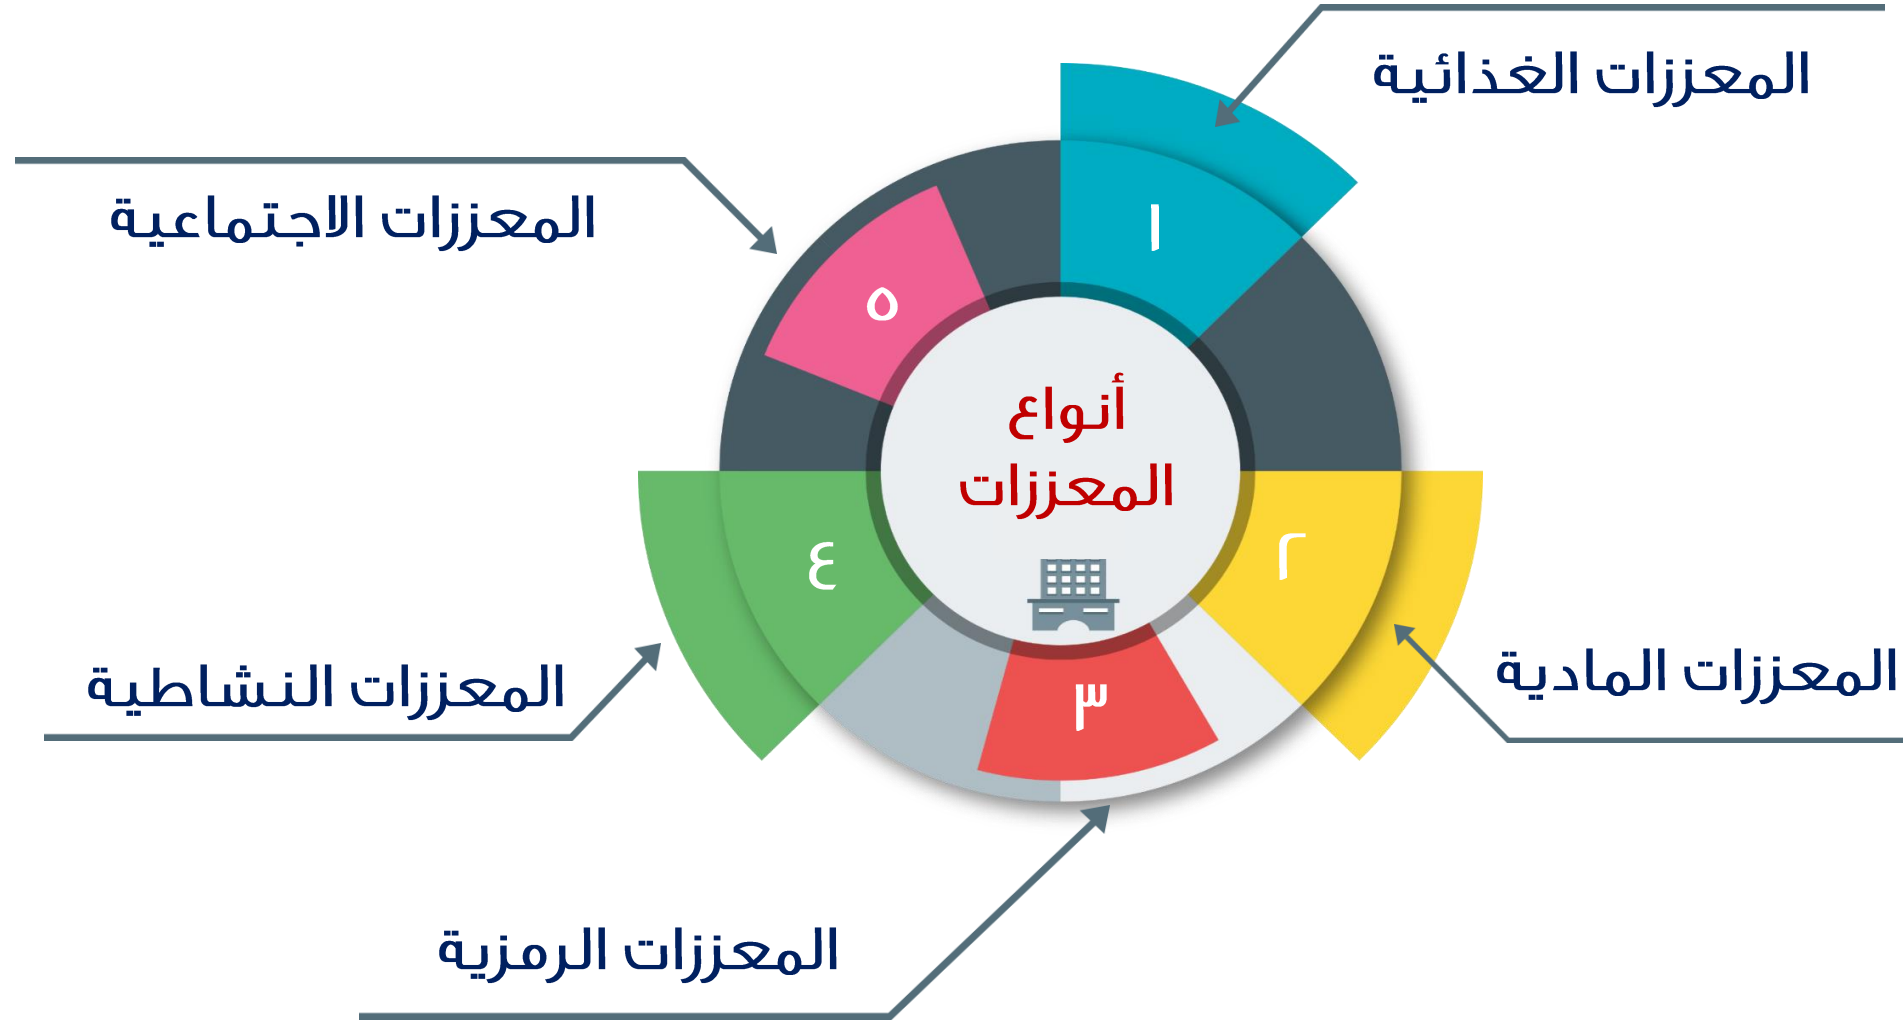 أنواع
المعززات
١
المعززات الغذائية
٢
المعززات المادية
٣
المعززات الرمزية
٤
المعززات النشاطية
٥
المعززات الاجتماعية